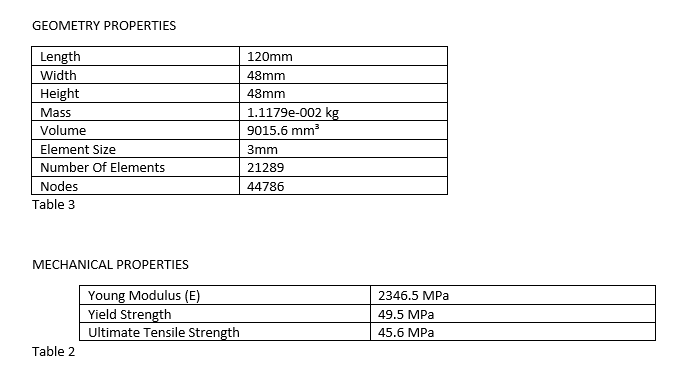 GEOMETRY PROPERTIES
Length 120mm
Width 48mm
Height 48mm
Mass 1.1179e-002 kg
Volume 9015.6 mm³
Element Size 3mm
Number Of Elements 21289
Nodes 44786
Table 3
MECHANICAL PROPERTIES
Young Modulus (E) 2346.5 MPa
Yield Strength 49.5 MPa
Ultimate Tensile Strength 45.6 MPa
Table 2